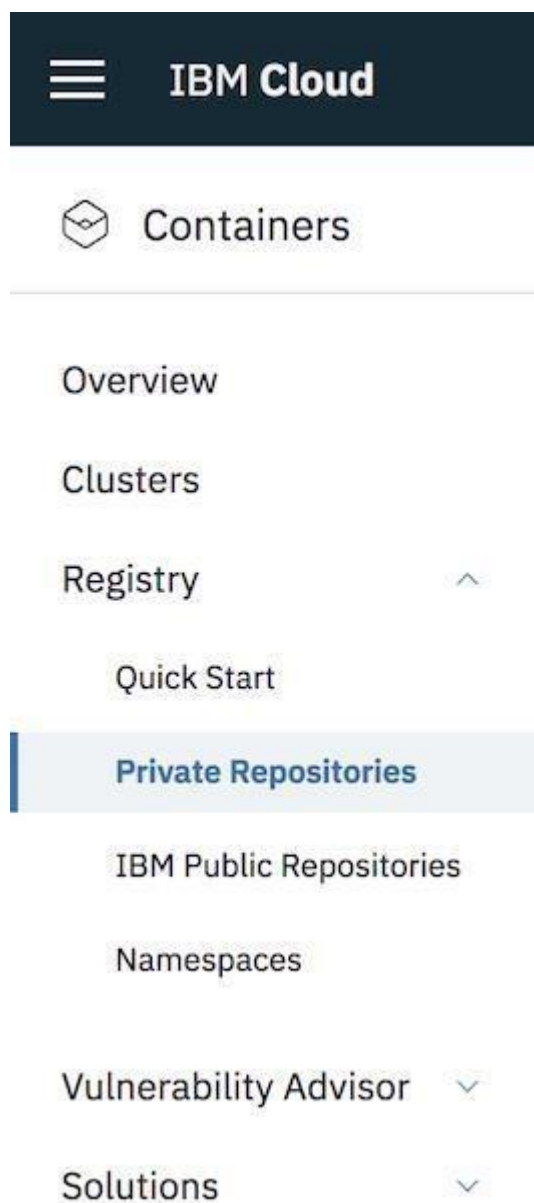 IBM Cloud
Containers
Overview
Clusters
Registry
Quick Start
Private Repositories
IBM Public Repositories
Namespaces
Vulnerability Advisor
Solutions